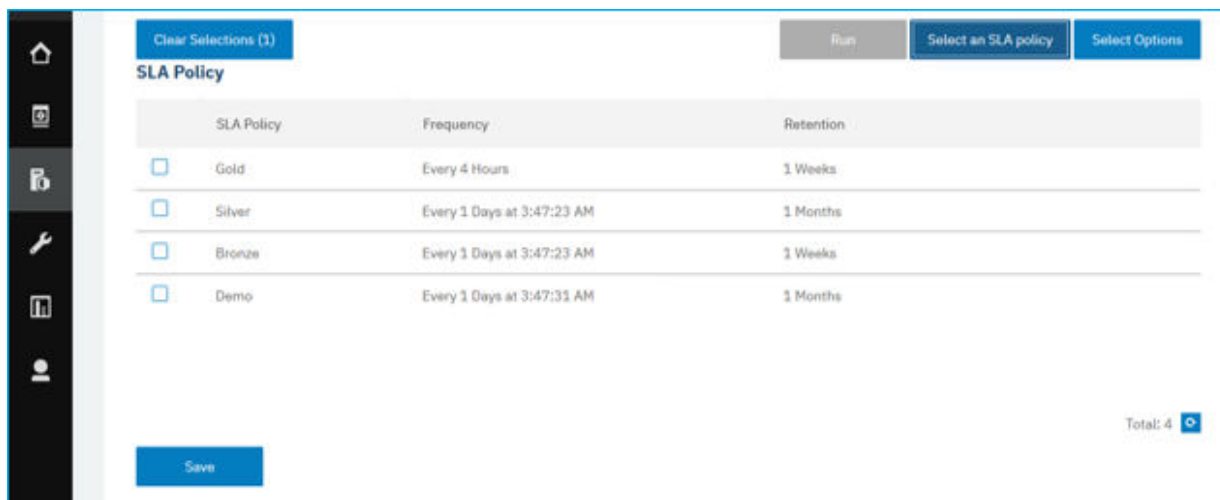 Clear Selections (1) Run Select an SLA policy Select Options
SLA Policy
SLA Policy Frequency Retention
Gold Every 4 Hours 1 Weeks
Silver Every 1 Days at 3:47:23 AM 1 Months
Bronze Every 1 Days at 3:47:23 AM 1 Weeks
Demo Every 1 Days at 3:47:31 AM 1 Months
Total: 4
Save